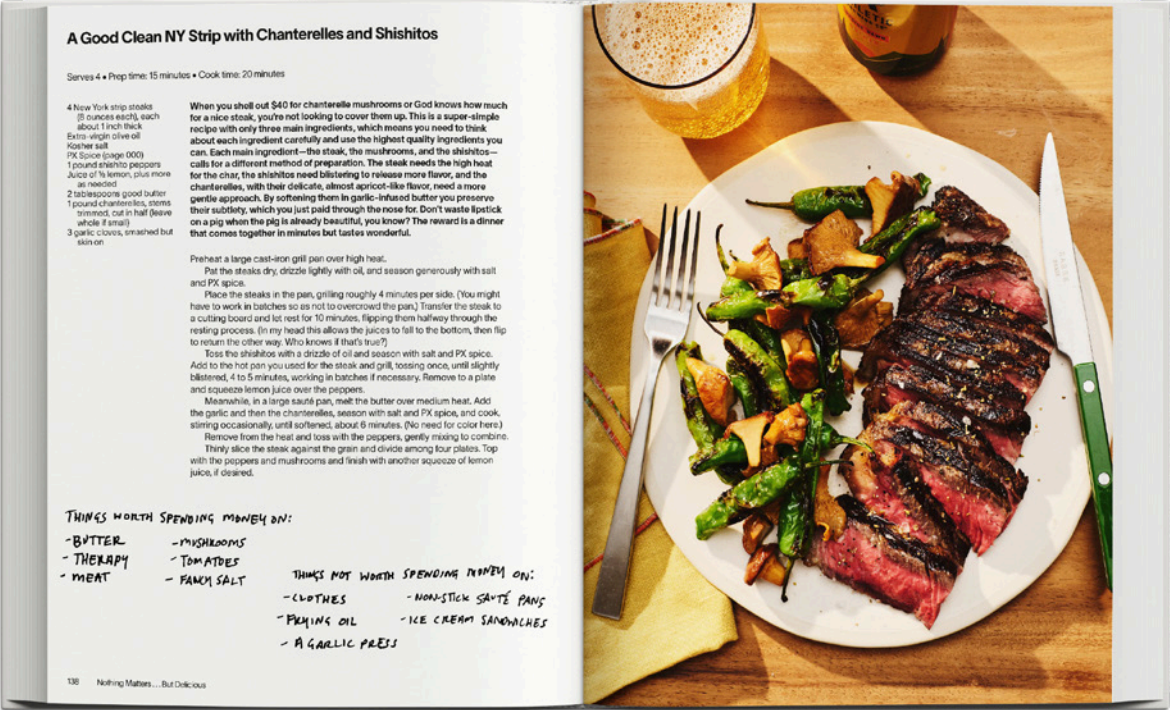 A Good Clean NY Strip with Chanterelles and Shishitos
Serves 4 • Prep time: 15 minutes • Cook time: 20 minutes
4 New York strip steaks
(8 ounces each), each
about 1 inch thick
Extra-virgin olive oil
Kosher salt
PX Spice (page 000)
1 pound shishito peppers
Juice of ½ lemon, plus more
as needed
2 tablespoons good butter
1 pound chanterelles, stems
trimmed, cut in half (leave
whole if small)
3 garlic cloves, smashed but
skin on
When you shell out $40 for chanterelle mushrooms or God knows how much
for a nice steak, you're not looking to cover them up. This is a super-simple
recipe with only three main ingredients, which means you need to think
about each ingredient carefully and use the highest quality ingredients you
can. Each main ingredient—the steak, the mushrooms, and the shishitos—
calls for a different method of preparation. The steak needs the high heat
for the char, the shishitos need blistering to release more flavor, and the
chanterelles, with their delicate, almost apricot-like flavor, need a more
gentle approach. By softening them in garlic-infused butter you preserve
their subtlety, which you just paid through the nose for. Don't waste lipstick
on a pig when the pig is already beautiful, you know? The reward is a dinner
that comes together in minutes but tastes wonderful.
Preheat a large cast-iron grill pan over high heat.
Pat the steaks dry, drizzle lightly with oil, and season generously with salt
and PX spice.
Place the steaks in the pan, grilling roughly 4 minutes per side. (You might
have to work in batches so as not to overcrowd the pan.) Transfer the steak to
a cutting board and let rest for 10 minutes, flipping them halfway through the
resting process. (In my head this allows the juices to fall to the bottom, then flip
to return the other way. Who knows if that's true?)
Toss the shishitos with a drizzle of oil and season with salt and PX spice.
Add to the hot pan you used for the steak and grill, tossing once, until slightly
blistered, 4 to 5 minutes, working in batches if necessary. Remove to a plate
and squeeze lemon juice over the peppers.
Meanwhile, in a large sauté pan, melt the butter over medium heat. Add
the garlic and then the chanterelles, season with salt and PX spice, and cook,
stirring occasionally, until softened, about 6 minutes. (No need for color here.)
Remove from the heat and toss with the peppers, gently mixing to combine.
Thinly slice the steak against the grain and divide among four plates. Top
with the peppers and mushrooms and finish with another squeeze of lemon
juice, if desired.
THINGS WORTH SPENDING MONEY ON:
- BUTTER
- THERAPY
- MEAT
- MUSHROOMS
- TOMATOES
- FANCY SALT
THINGS NOT WORTH SPENDING MONEY ON:
- CLOTHES
- FRYING OIL
- A GARLIC PRESS
- NON-STICK SAUTÉ PANS
- ICE CREAM SANDWICHES
138 Nothing Matters . . . But Delicious